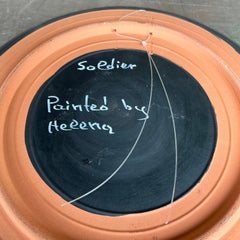 Soldier
Painted by
Helena